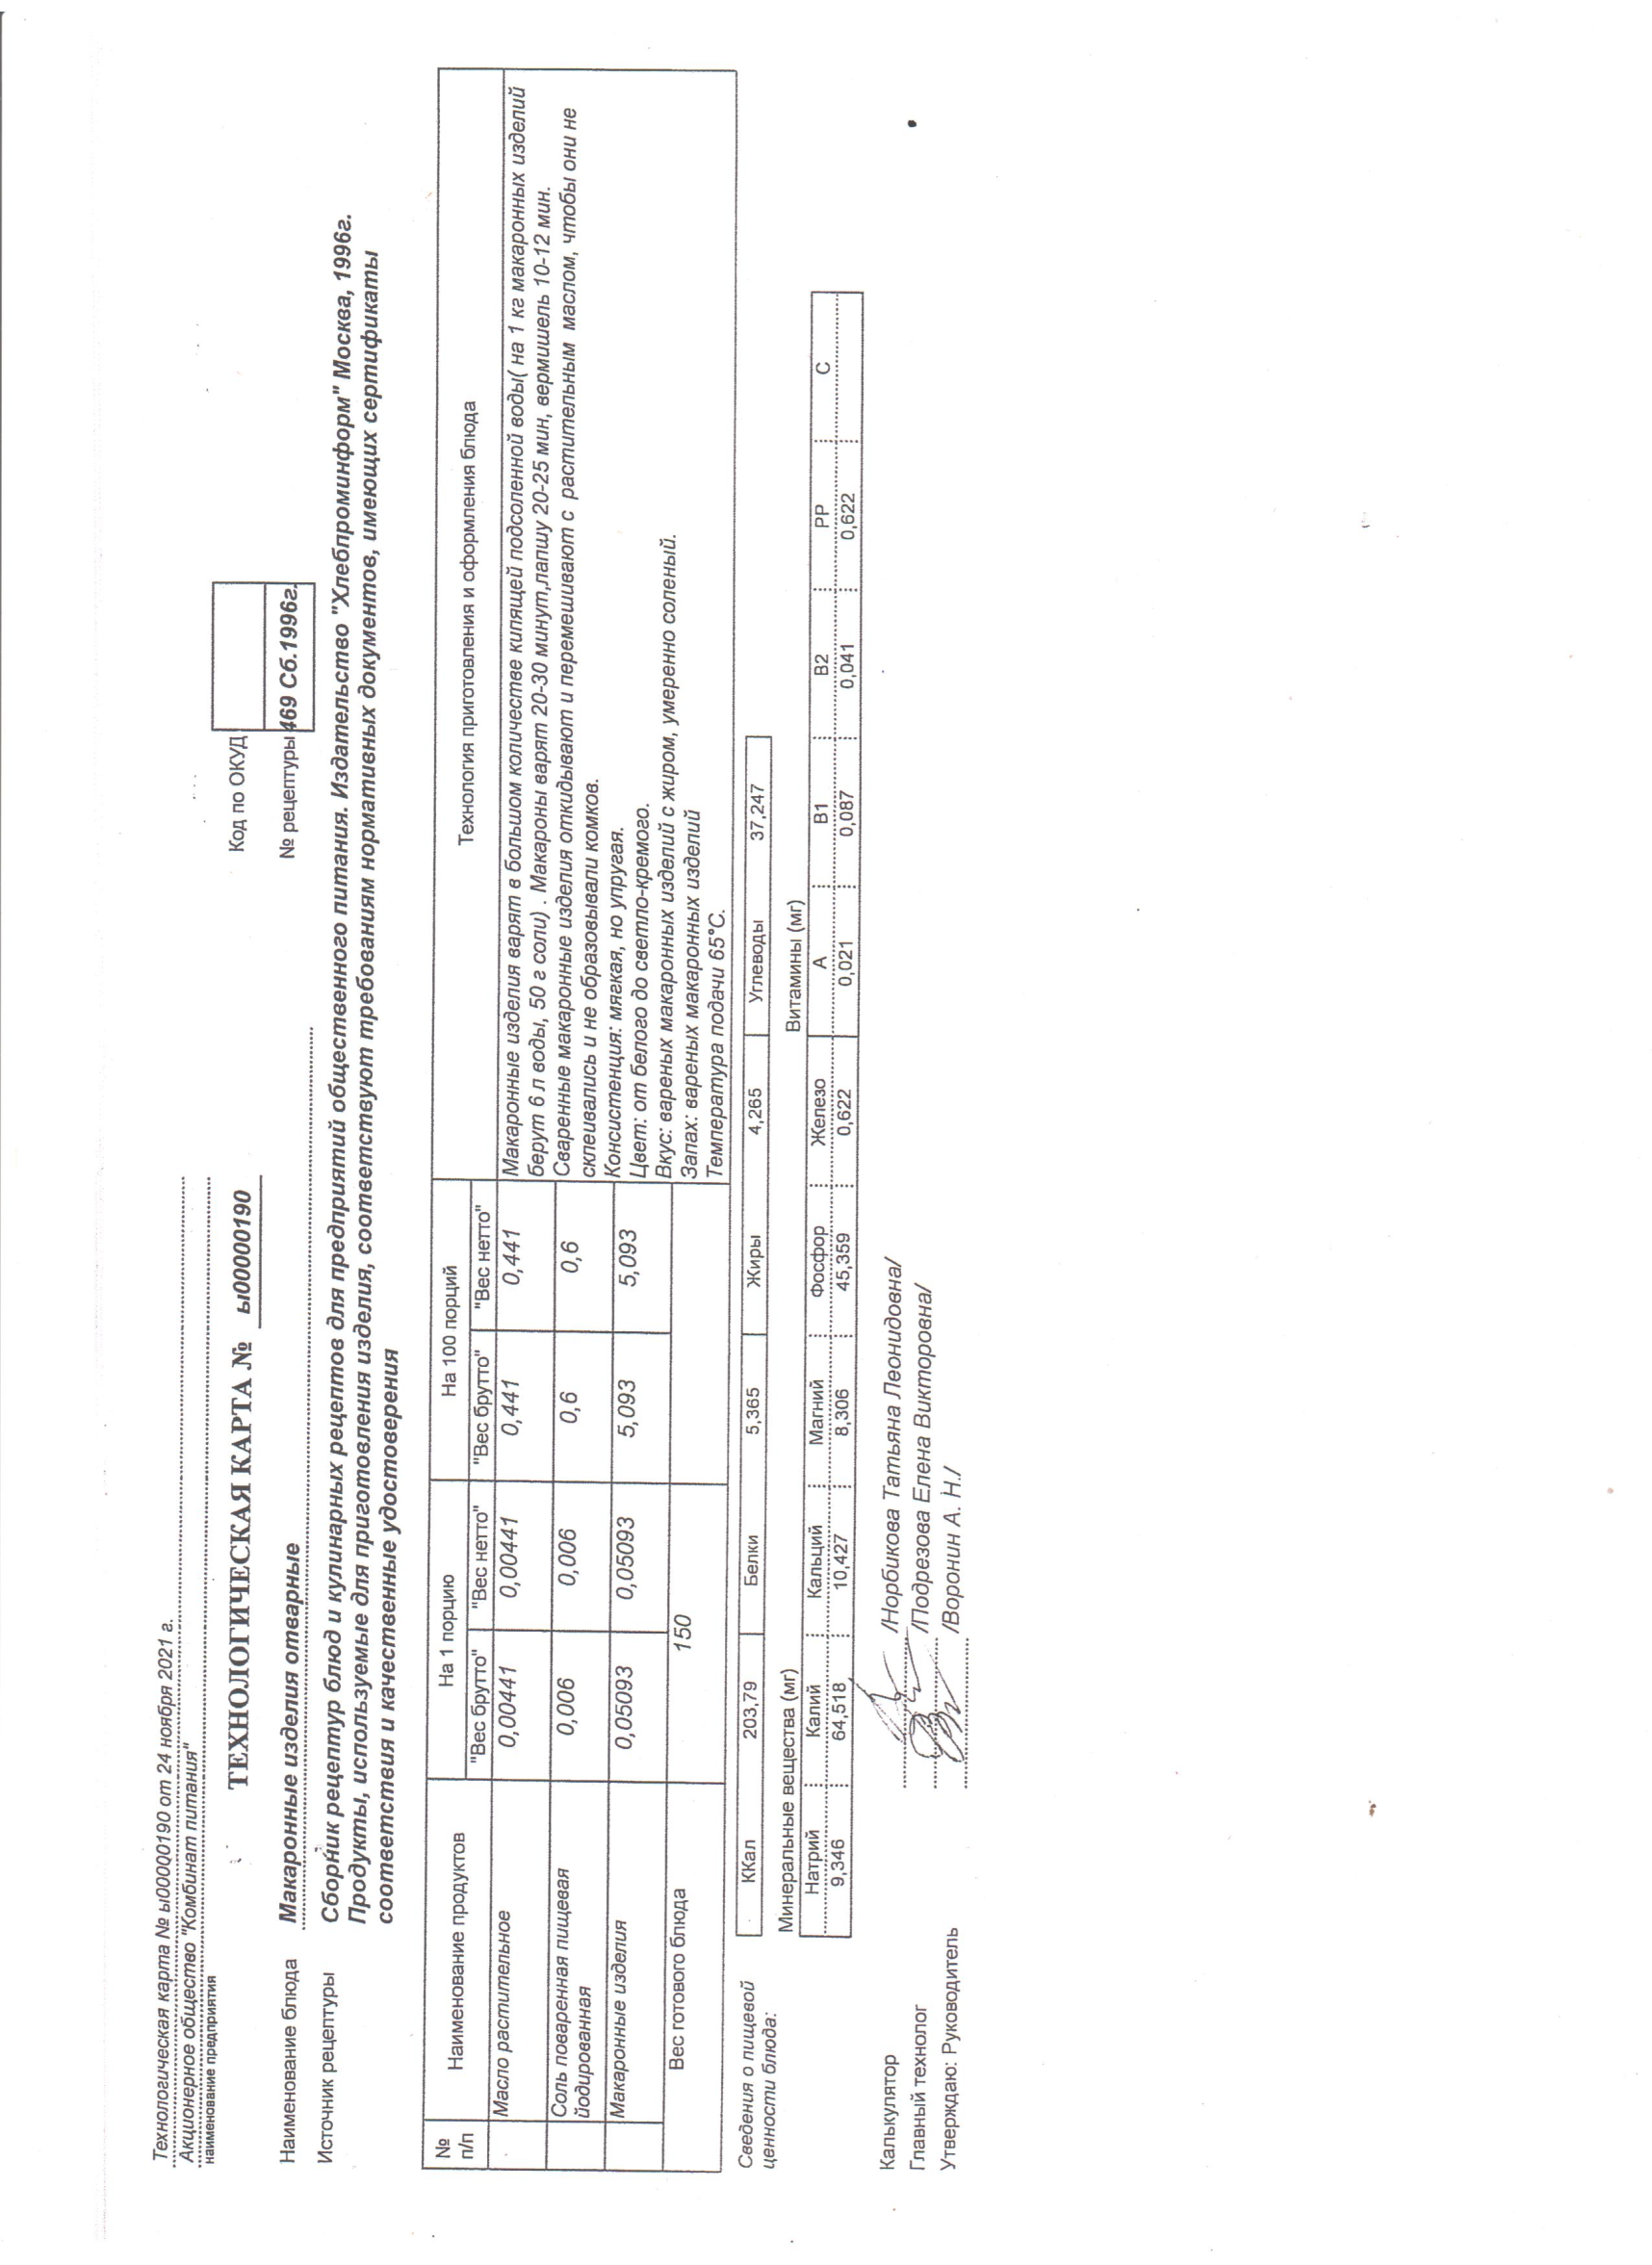 Технологическая карта № ы00000190 от 24 ноября 2021 г.
Акционерное общество "Комбинат питания"
наименование предприятия
ТЕХНОЛОГИЧЕСКАЯ КАРТА № ы00000190
Код по ОКУД
Наименование блюда Макаронные изделия отварные № рецептуры 469 Сб.1996г.
Источник рецептуры Сборник рецептур блюд и кулинарных рецептов для предприятий общественного питания. Издательство "Хлебпроминформ" Москва, 1996г.
Продукты, используемые для приготовления изделия, соответствуют требованиям нормативных документов, имеющих сертификаты
соответствия и качественные удостоверения
№ п/п Наименование продуктов На 1 порцию На 100 порций Технология приготовления и оформления блюда
"Вес брутто" "Вес нетто" "Вес брутто" "Вес нетто"
Масло растительное 0,00441 0,00441 0,441 0,441
Соль поваренная пищевая йодированная 0,006 0,006 0,6 0,6
Макаронные изделия 0,05093 0,05093 5,093 5,093
Вес готового блюда 150
Макаронные изделия варят в большом количестве кипящей подсоленной воды( на 1 кг макаронных изделий
берут 6 л воды, 50 г соли) . Макароны варят 20-30 минут,лапшу 20-25 мин, вермишель 10-12 мин.
Сваренные макаронные изделия откидывают и перемешивают с растительным маслом, чтобы они не
склеивались и не образовывали комков.
Консистенция: мягкая, но упругая.
Цвет: от белого до светло-кремого.
Вкус: вареных макаронных изделий с жиром, умеренно соленый.
Запах: вареных макаронных изделий
Температура подачи 65°С.
Сведения о пищевой
ценности блюда:
ККал 203,79 Белки 5,365 Жиры 4,265 Углеводы 37,247
Минеральные вещества (мг) Витамины (мг)
Натрий Калий Кальций Магний Фосфор Железо А В1 В2 РР С
9,346 64,518 10,427 8,306 45,359 0,622 0,021 0,087 0,041 0,622
Калькулятор /Норбикова Татьяна Леонидовна/
Главный технолог /Подрезова Елена Викторовна/
Утверждаю: Руководитель /Воронин А. Н./